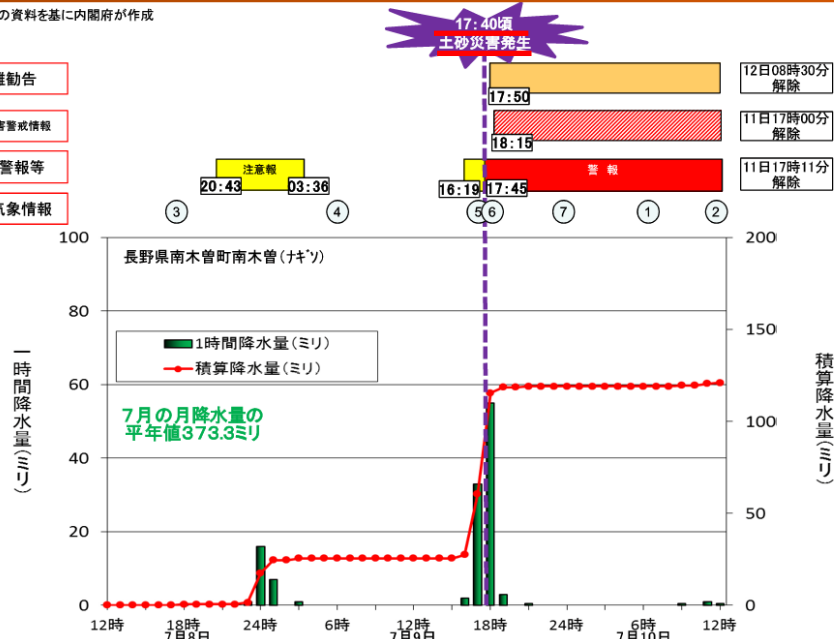 の資料を基に内閣府が作成
17:40頃
土砂災害発生
難勧告
17:50
12日08時30分
解除
害警戒情報
18:15
11日17時00分
解除
警報等
注意報
20:43
03:36
16:19
17:45
警 報
11日17時11分
解除
気象情報
③
④
⑤
⑥
⑦
①
②
長野県南木曽町南木曽(ナギソ)
1時間降水量(ミリ)
積算降水量(ミリ)
7月の月降水量の
平年値373.3ミリ
一時間降水量(ミリ)
100
80
60
40
20
0
積算降水量(ミリ)
200
150
100
50
0
12時
18時
24時
6時
12時
18時
24時
6時
12時
7月8日
7月9日
7月10日